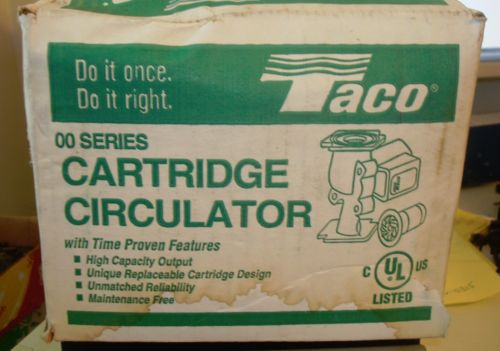 Do it once.
Do it right.
Taco®
00 SERIES
CARTRIDGE
CIRCULATOR
with Time Proven Features
■ High Capacity Output
■ Unique Replaceable Cartridge Design
■ Unmatched Reliability
■ Maintenance Free
Taco
C UL US
LISTED